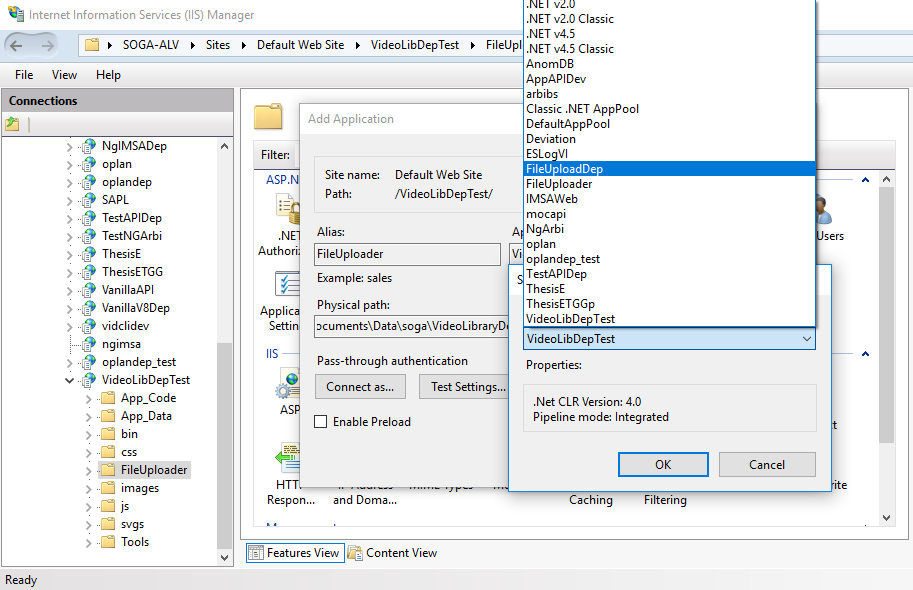 Internet Information Services (IIS) Manager
SOGA-ALV Sites Default Web Site VideoLibDepTest
File View Help
Connections
NgIMSADep
oplan
oplandep
SAPL
TestAPIDep
TestNGArbi
ThesisE
ThesisETGG
VanillaAPI
VanillaV8Dep
vidclidev
ngimsa
oplandep_test
VideoLibDepTest
App_Code
App_Data
bin
css
FileUploader
images
js
svgs
Tools
Filter:
ASP.N
.NET
Authoriz
Applica
Settin
IIS
ASP
HTT
Respon...
and Doma...
MIME Types
Caching
Filtering
Users
Add Application
Site name: Default Web Site
Path: /VideoLibDepTest/
Alias:
FileUploader
Example: sales
Physical path:
ocuments\Data\soga\VideoLibraryDe
Pass-through authentication
Connect as... Test Settings...
Enable Preload
.NET v2.0
.NET v2.0 Classic
.NET v4.5
.NET v4.5 Classic
AnomDB
AppAPIDev
arbibs
Classic .NET AppPool
DefaultAppPool
Deviation
ESLogVI
FileUploadDep
FileUploader
IMSAWeb
mocapi
NgArbi
oplan
oplandep_test
TestAPIDep
ThesisE
ThesisETGGp
VideoLibDepTest
VideoLibDepTest
Properties:
.Net CLR Version: 4.0
Pipeline mode: Integrated
OK Cancel
Features View Content View
Ready